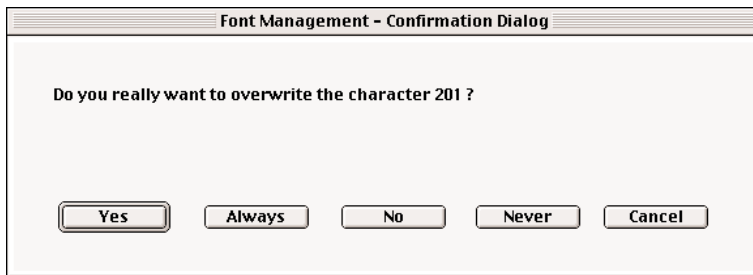 Font Management - Confirmation Dialog
Do you really want to overwrite the character 201 ?
Yes Always No Never Cancel